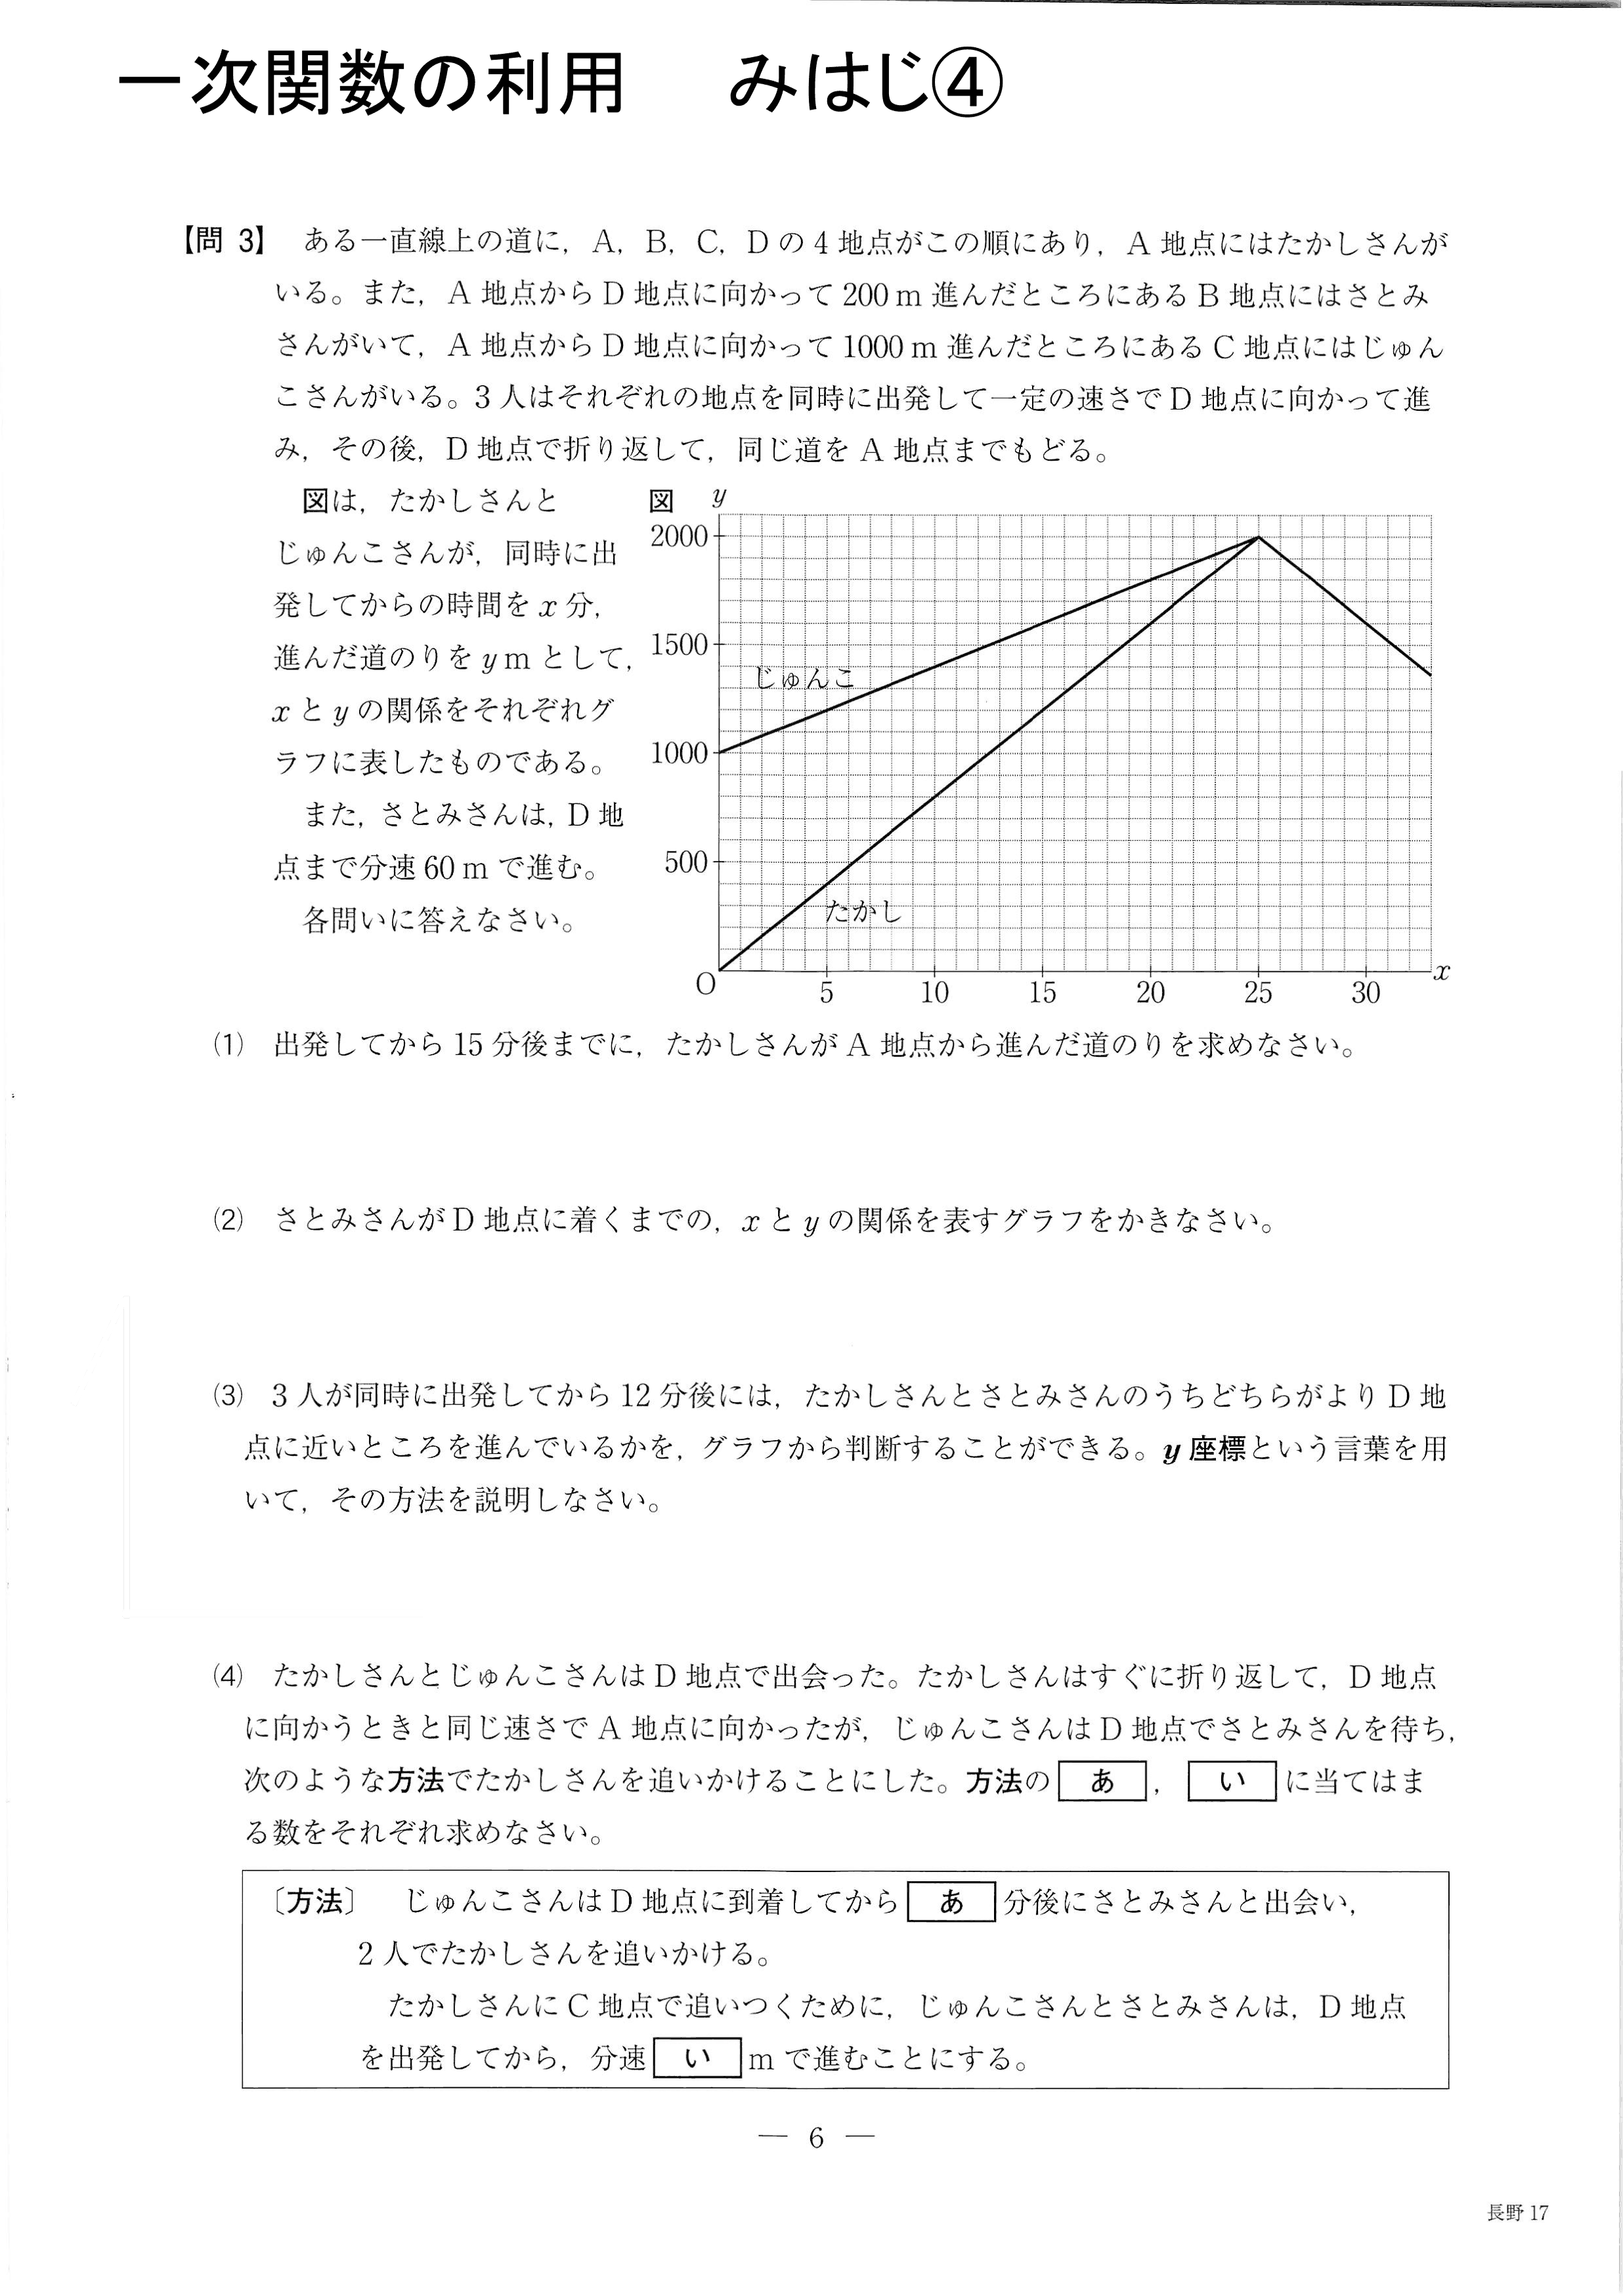 一次関数の利用　みはじ④
【問 3】　ある一直線上の道に，A，B，C，D の 4 地点がこの順にあり，A 地点にはたかしさんが
いる。また，A 地点から D 地点に向かって 200 m 進んだところにある B 地点にはさとみ
さんがいて，A 地点から D 地点に向かって 1000 m 進んだところにある C 地点にはじゅん
こさんがいる。3 人はそれぞれの地点を同時に出発して一定の速さで D 地点に向かって進
み，その後，D 地点で折り返して，同じ道を A 地点までもどる。
図は，たかしさんと
じゅんこさんが，同時に出
発してからの時間を x 分，
進んだ道のりを y m として，
x と y の関係をそれぞれグ
ラフに表したものである。
また，さとみさんは，D 地
点まで分速 60 m で進む。
各問いに答えなさい。
図　y
2000
1500
じゅんこ
1000
500
たかし
O　5　10　15　20　25　30　x
(1)　出発してから 15 分後までに，たかしさんが A 地点から進んだ道のりを求めなさい。
(2)　さとみさんが D 地点に着くまでの，x と y の関係を表すグラフをかきなさい。
(3)　3 人が同時に出発してから 12 分後には，たかしさんとさとみさんのうちどちらがより D 地
点に近いところを進んでいるかを，グラフから判断することができる。y 座標という言葉を用
いて，その方法を説明しなさい。
(4)　たかしさんとじゅんこさんは D 地点で出会った。たかしさんはすぐに折り返して，D 地点
に向かうときと同じ速さで A 地点に向かったが，じゅんこさんは D 地点でさとみさんを待ち，
次のような方法でたかしさんを追いかけることにした。方法の　あ　，　い　に当てはま
る数をそれぞれ求めなさい。
〔方法〕　じゅんこさんは D 地点に到着してから　あ　分後にさとみさんと出会い，
2 人でたかしさんを追いかける。
たかしさんに C 地点で追いつくために，じゅんこさんとさとみさんは，D 地点
を出発してから，分速　い　m で進むことにする。
— 6 —
長野 17